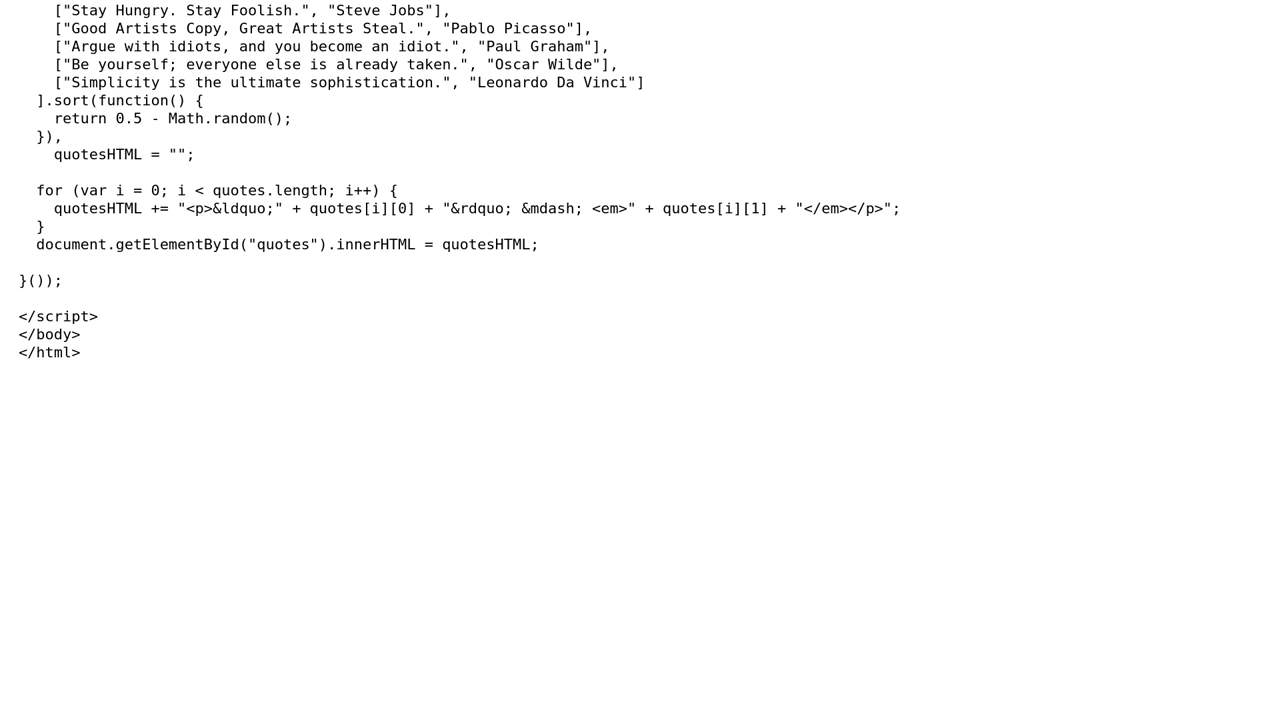 ["Stay Hungry. Stay Foolish.", "Steve Jobs"],
    ["Good Artists Copy, Great Artists Steal.", "Pablo Picasso"],
    ["Argue with idiots, and you become an idiot.", "Paul Graham"],
    ["Be yourself; everyone else is already taken.", "Oscar Wilde"],
    ["Simplicity is the ultimate sophistication.", "Leonardo Da Vinci"]
  ].sort(function() {
    return 0.5 - Math.random();
  }),
    quotesHTML = "";

  for (var i = 0; i < quotes.length; i++) {
    quotesHTML += "<p>&ldquo;" + quotes[i][0] + "&rdquo; &mdash; <em>" + quotes[i][1] + "</em></p>";
  }
  document.getElementById("quotes").innerHTML = quotesHTML;

}());

</script>
</body>
</html>